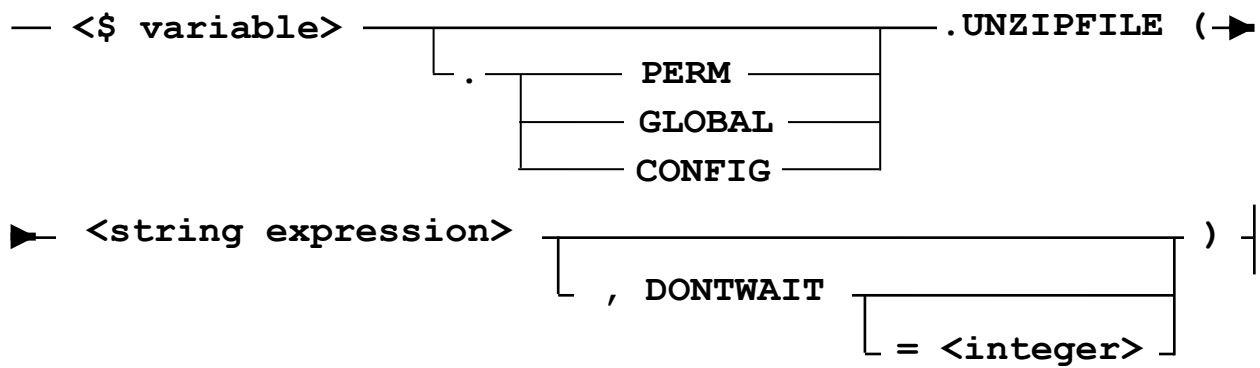 <$ variable> .UNZIPFILE (
. PERM
GLOBAL
CONFIG
<string expression> )
, DONTWAIT
= <integer>